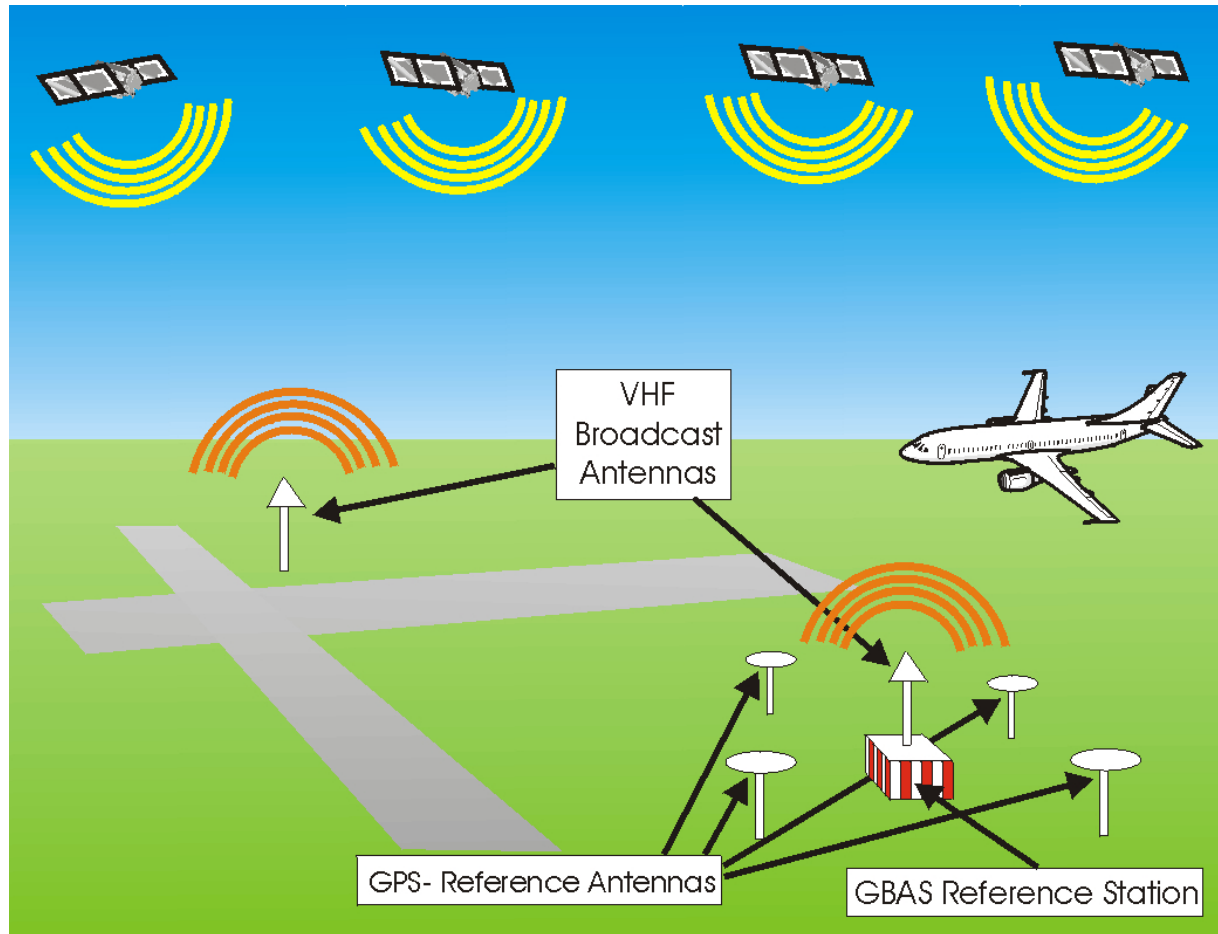 VHF
Broadcast
Antennas
GPS- Reference Antennas
GBAS Reference Station